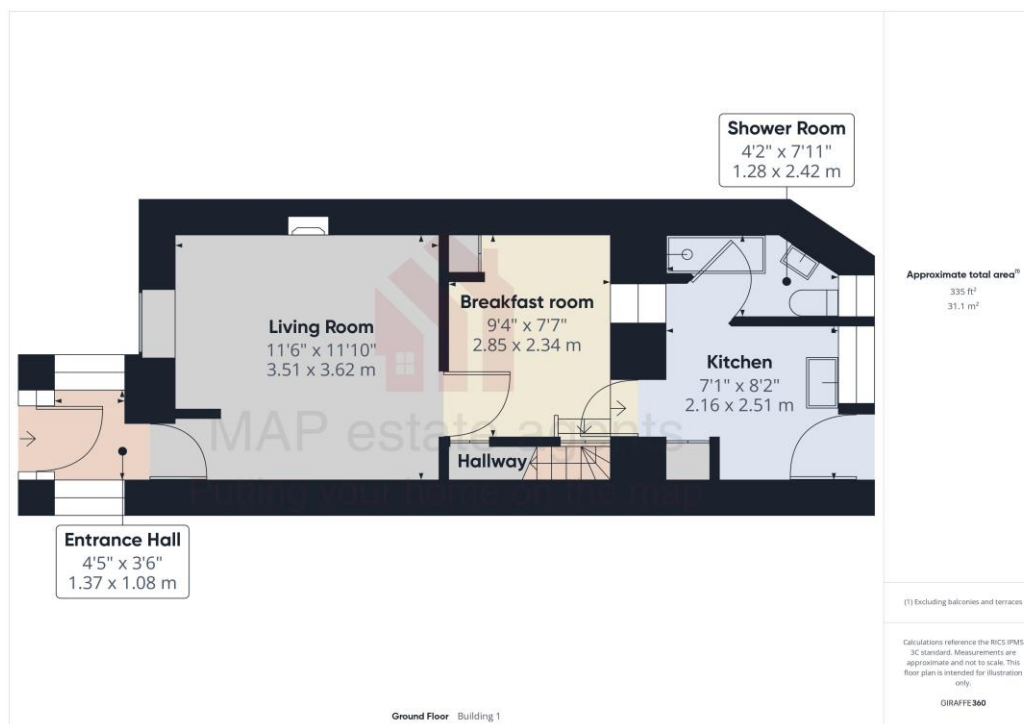 Shower Room
4'2" x 7'11"
1.28 x 2.42 m
Living Room
11'6" x 11'10"
3.51 x 3.62 m
Breakfast room
9'4" x 7'7"
2.85 x 2.34 m
Kitchen
7'1" x 8'2"
2.16 x 2.51 m
Hallway
Entrance Hall
4'5" x 3'6"
1.37 x 1.08 m
MAP estate agents
Putting your home on the map
Approximate total area(1)
335 ft²
31.1 m²
(1) Excluding balconies and terraces
Calculations reference the RICS IPMS
3C standard. Measurements are
approximate and not to scale. This
floor plan is intended for illustration
only.
GIRAFFE360
Ground Floor Building 1